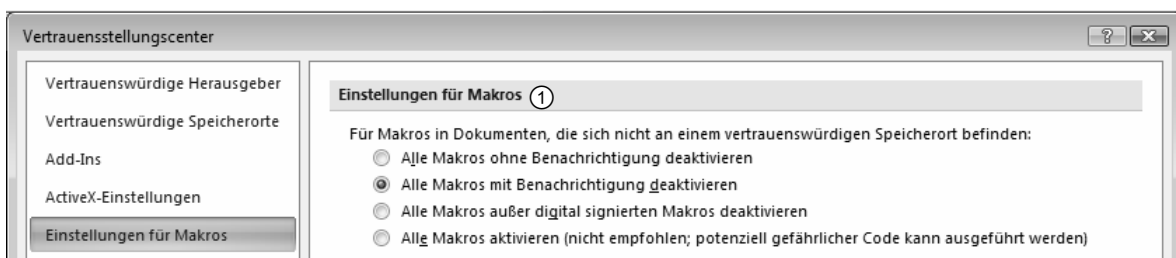 Vertrauensstellungscenter
Vertrauenswürdige Herausgeber
Vertrauenswürdige Speicherorte
Add-Ins
ActiveX-Einstellungen
Einstellungen für Makros
Einstellungen für Makros ①
Für Makros in Dokumenten, die sich nicht an einem vertrauenswürdigen Speicherort befinden:
Alle Makros ohne Benachrichtigung deaktivieren
Alle Makros mit Benachrichtigung deaktivieren
Alle Makros außer digital signierten Makros deaktivieren
Alle Makros aktivieren (nicht empfohlen; potenziell gefährlicher Code kann ausgeführt werden)